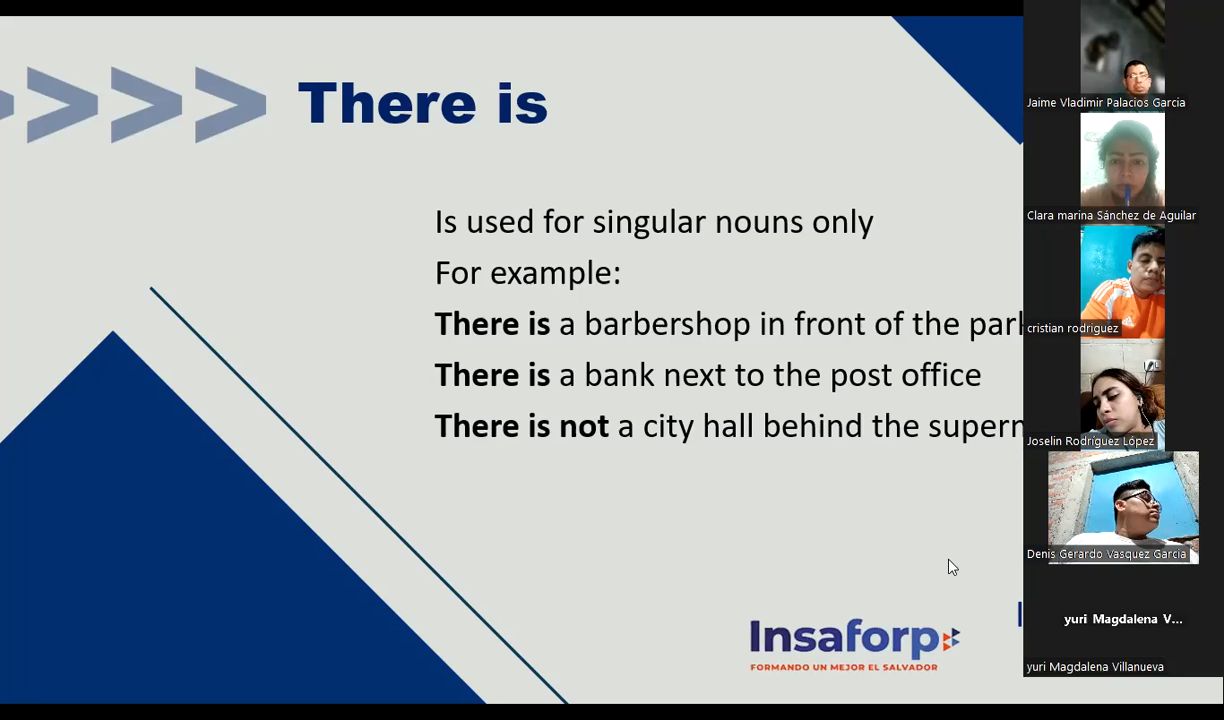 There is
Is used for singular nouns only
For example:
There is a barbershop in front of the
There is a bank next to the post office
There is not a city hall behind the
Insaforp
FORMANDO UN MEJOR EL SALVADOR
Jaime Vladimir Palacios Garcia
Clara marina Sánchez de Aguilar
cristian rodriguez
Joselin Rodríguez López
Denis Gerardo Vasquez Garcia
yuri Magdalena V...
yuri Magdalena Villanueva